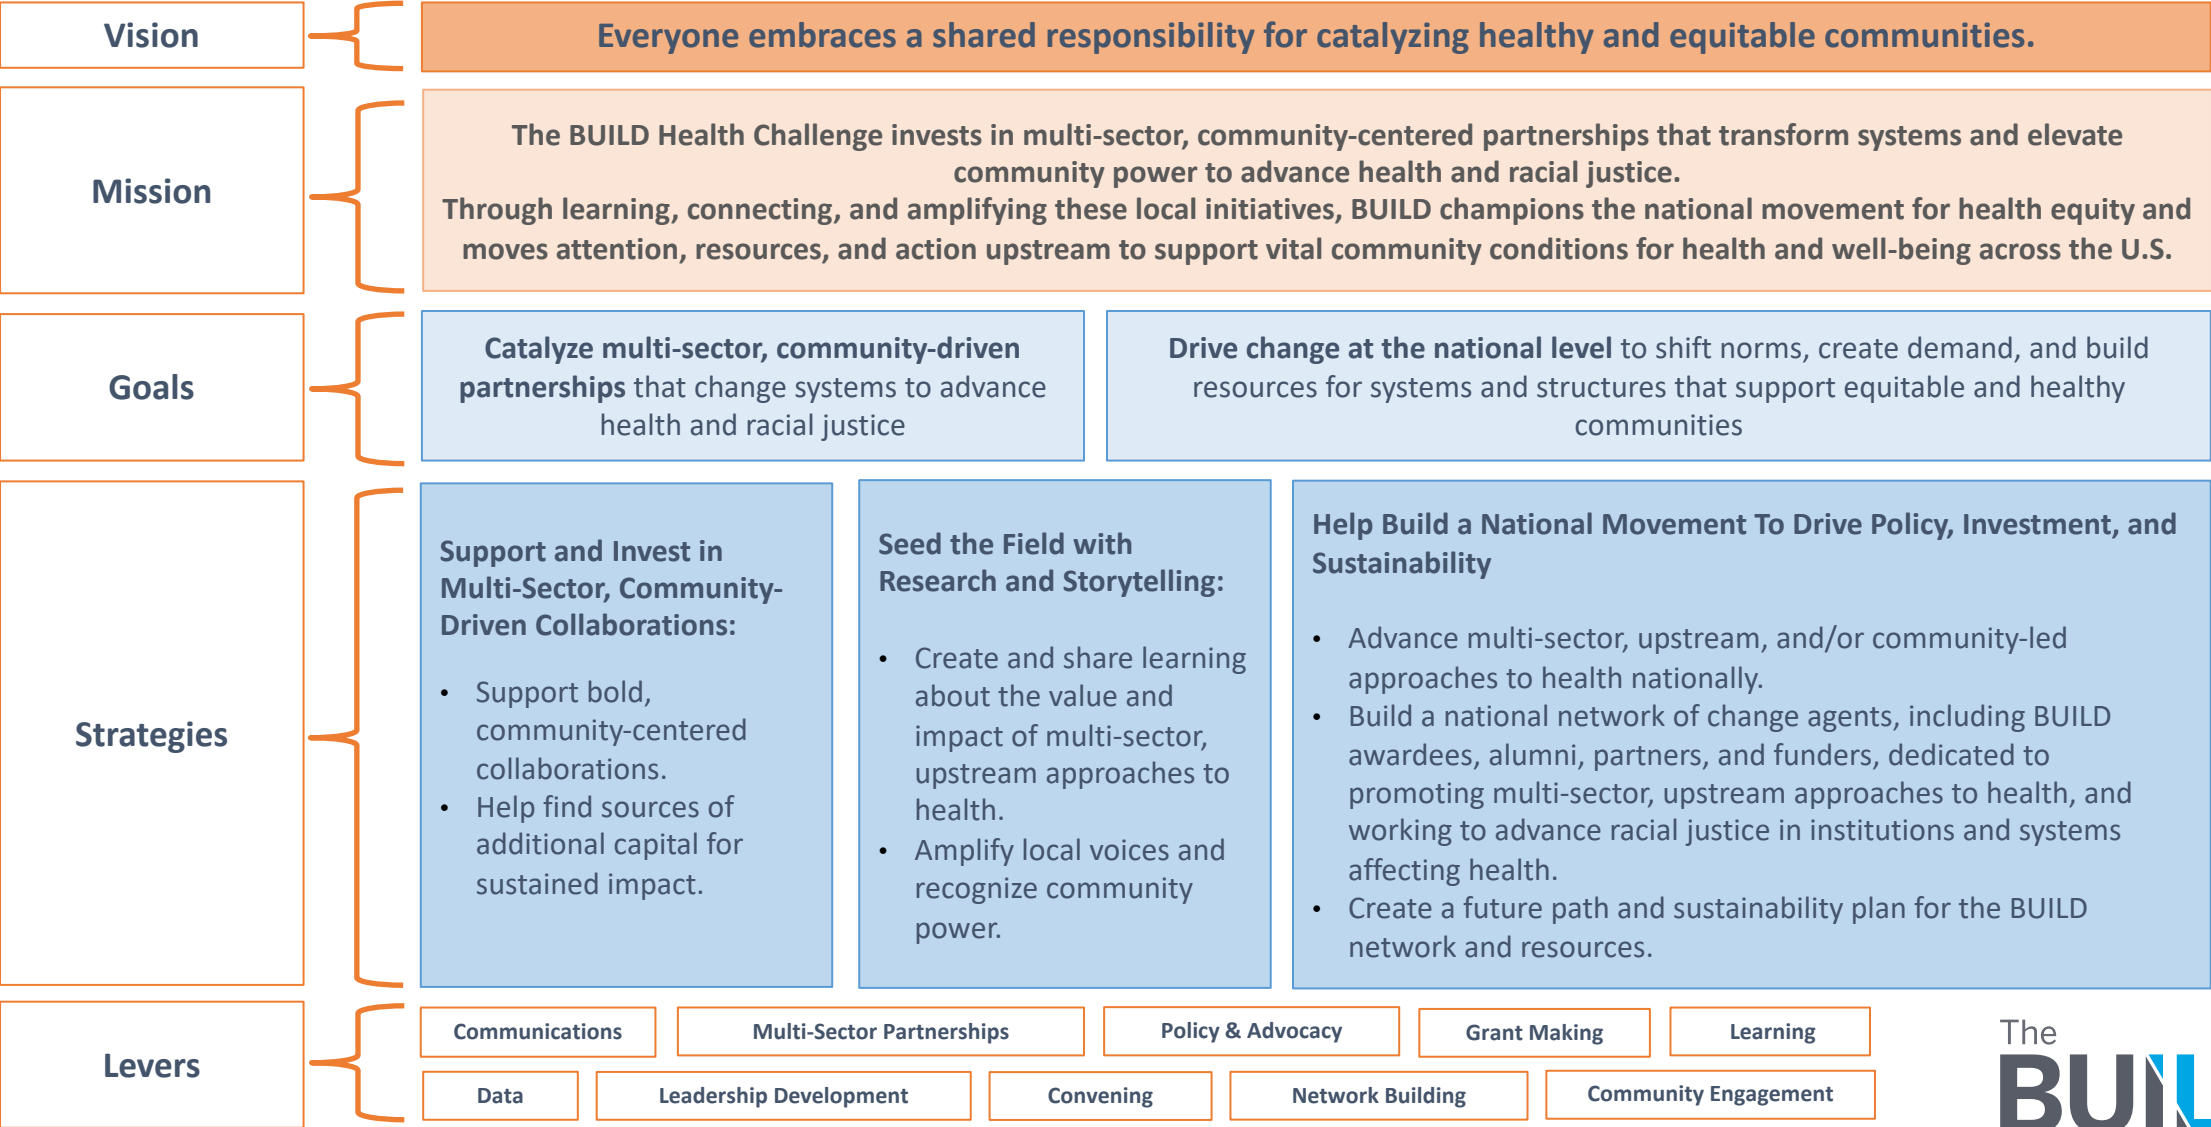 Vision
Everyone embraces a shared responsibility for catalyzing healthy and equitable communities.
Mission
The BUILD Health Challenge invests in multi-sector, community-centered partnerships that transform systems and elevate
community power to advance health and racial justice.
Through learning, connecting, and amplifying these local initiatives, BUILD champions the national movement for health equity and
moves attention, resources, and action upstream to support vital community conditions for health and well-being across the U.S.
Goals
Catalyze multi-sector, community-driven
partnerships that change systems to advance
health and racial justice
Drive change at the national level to shift norms, create demand, and build
resources for systems and structures that support equitable and healthy
communities
Strategies
Support and Invest in
Multi-Sector, Community-
Driven Collaborations:
• Support bold,
community-centered
collaborations.
• Help find sources of
additional capital for
sustained impact.
Seed the Field with
Research and Storytelling:
• Create and share learning
about the value and
impact of multi-sector,
upstream approaches to
health.
• Amplify local voices and
recognize community
power.
Help Build a National Movement To Drive Policy, Investment, and
Sustainability
• Advance multi-sector, upstream, and/or community-led
approaches to health nationally.
• Build a national network of change agents, including BUILD
awardees, alumni, partners, and funders, dedicated to
promoting multi-sector, upstream approaches to health, and
working to advance racial justice in institutions and systems
affecting health.
• Create a future path and sustainability plan for the BUILD
network and resources.
Levers
Communications
Multi-Sector Partnerships
Policy & Advocacy
Grant Making
Learning
Data
Leadership Development
Convening
Network Building
Community Engagement
The
BUIL